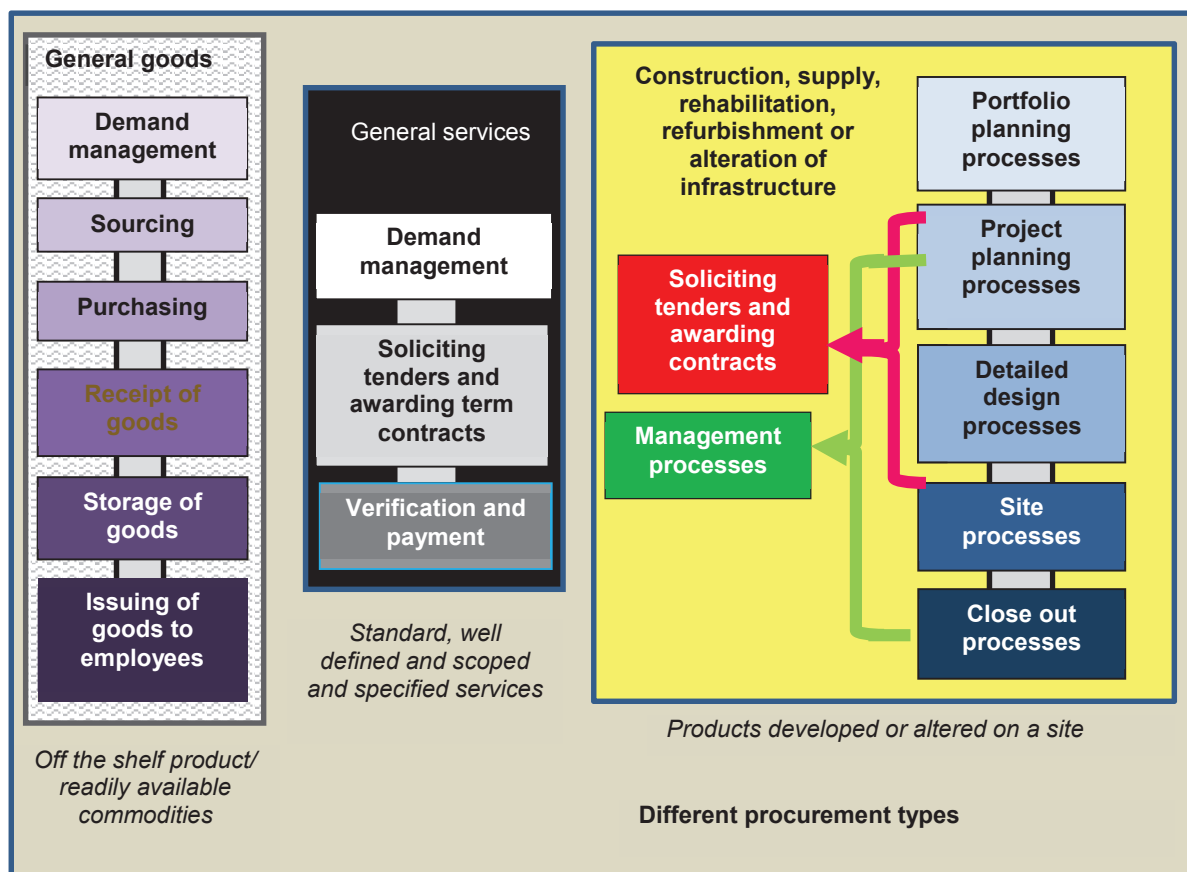 General goods
Demand
management
Sourcing
Purchasing
Receipt of
goods
Storage of
goods
Issuing of
goods to
employees
Off the shelf product/
readily available
commodities
General services
Demand
management
Soliciting
tenders and
awarding term
contracts
Verification and
payment
Standard, well
defined and scoped
and specified services
Construction, supply,
rehabilitation,
refurbishment or
alteration of
infrastructure
Soliciting
tenders and
awarding
contracts
Management
processes
Portfolio
planning
processes
Project
planning
processes
Detailed
design
processes
Site
processes
Close out
processes
Products developed or altered on a site
Different procurement types